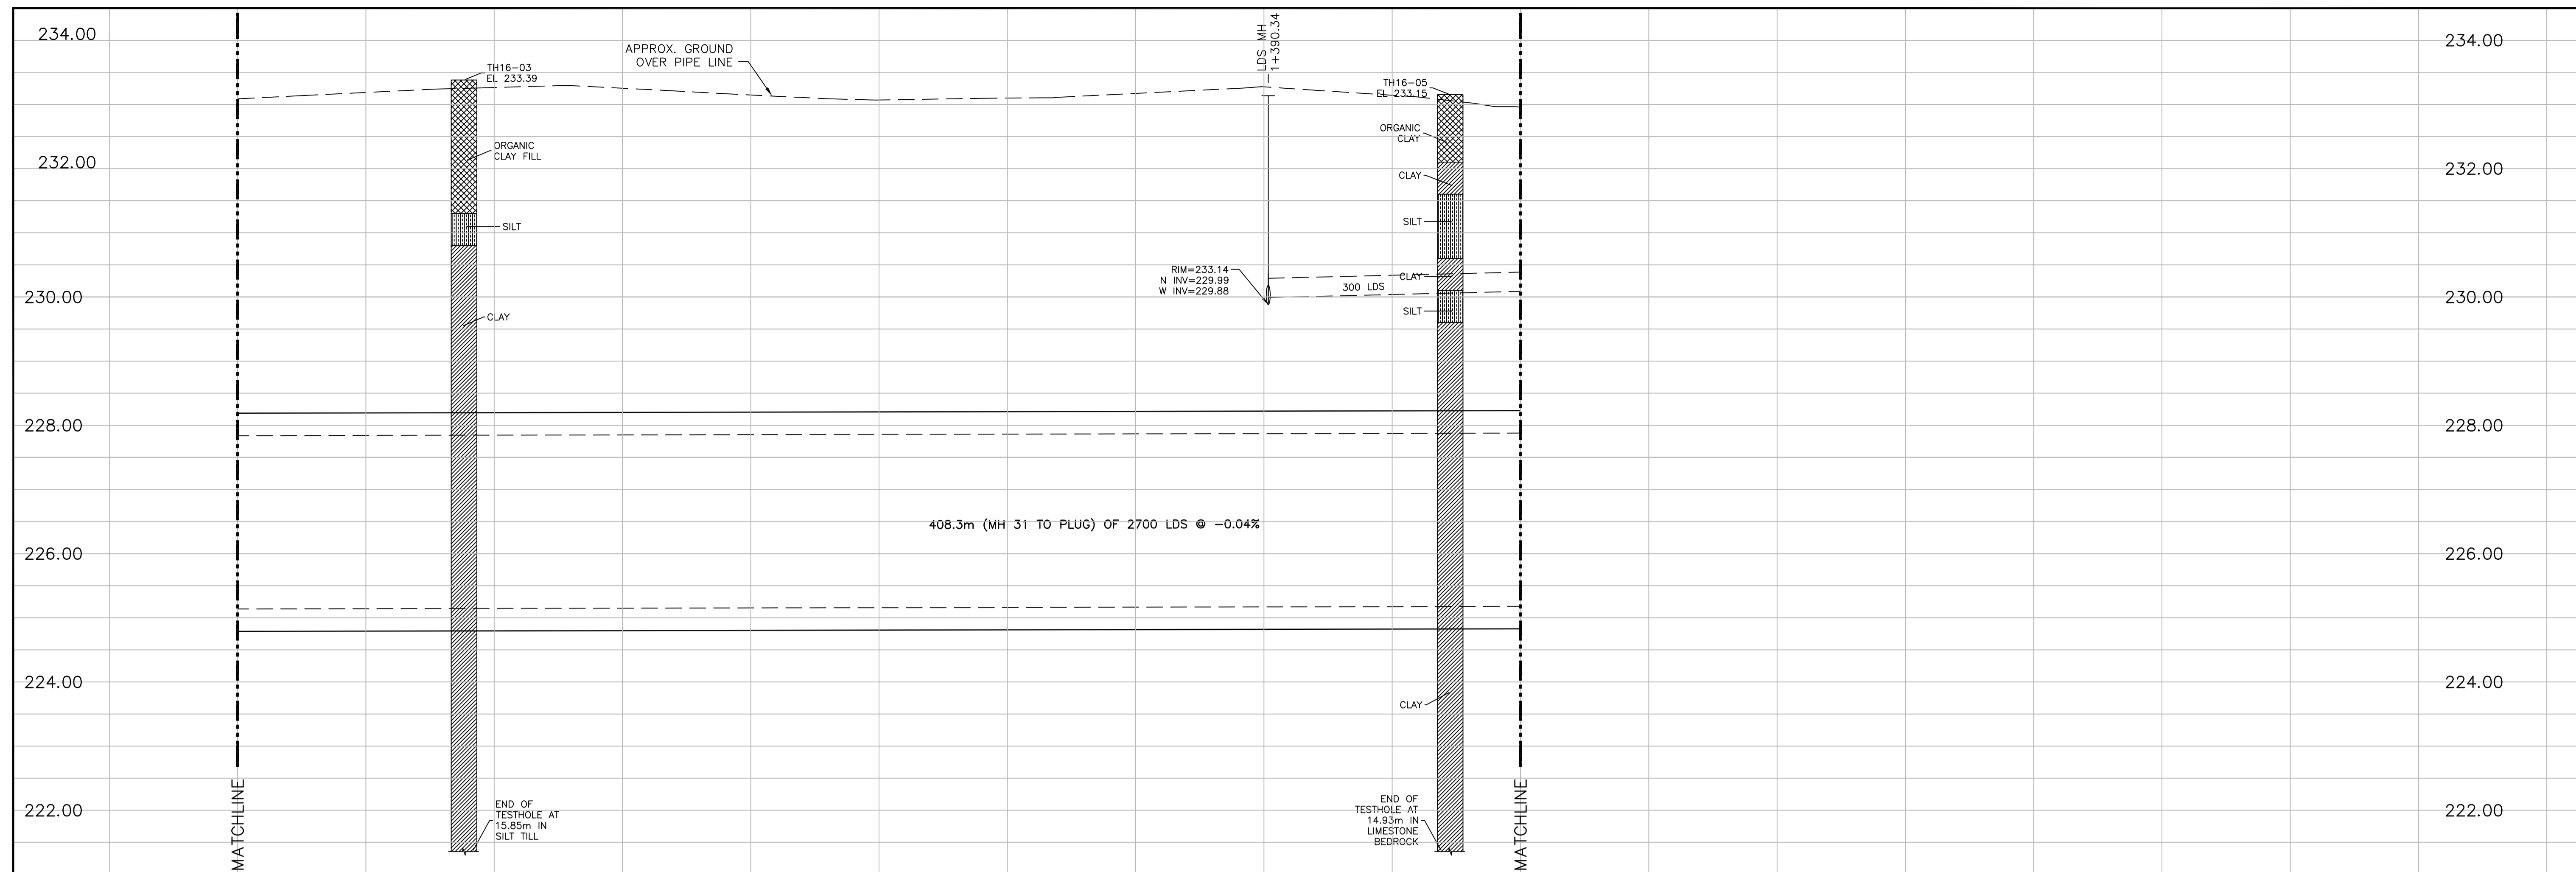 234.00
232.00
230.00
228.00
226.00
224.00
222.00
MATCHLINE
TH16-03
EL 233.39
ORGANIC
CLAY FILL
SILT
CLAY
END OF
TESTHOLE AT
15.85m IN
SILT TILL
APPROX. GROUND
OVER PIPE LINE
408.3m (MH 31 TO PLUG) OF 2700 LDS @ -0.04%
LDS MH
1+390.34
RIM=233.14
N INV=229.99
W INV=229.88
300 LDS
TH16-05
EL 233.15
ORGANIC
CLAY
CLAY
SILT
CLAY
SILT
CLAY
END OF
TESTHOLE AT
14.93m IN
LIMESTONE
BEDROCK
MATCHLINE
234.00
232.00
230.00
228.00
226.00
224.00
222.00